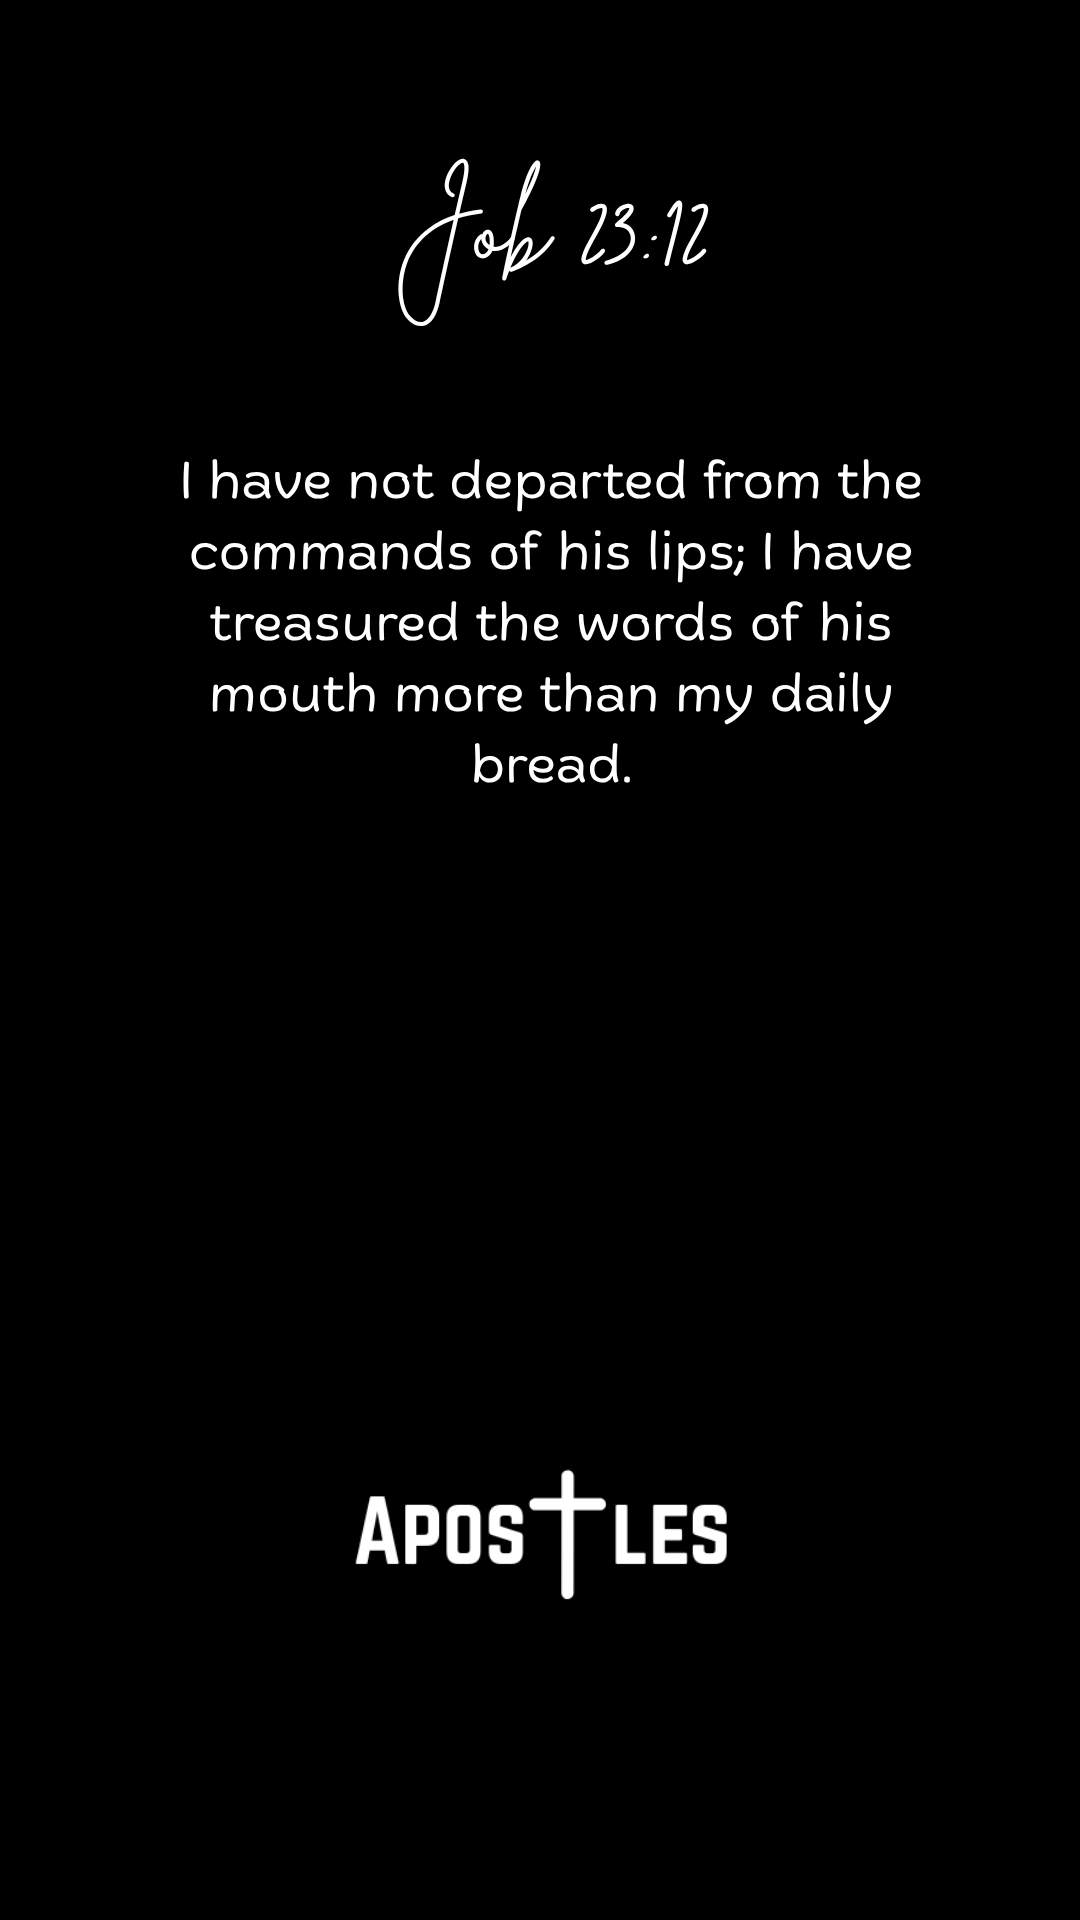 Job 23:12
I have not departed from the
commands of his lips; I have
treasured the words of his
mouth more than my daily
bread.
APOSTLES